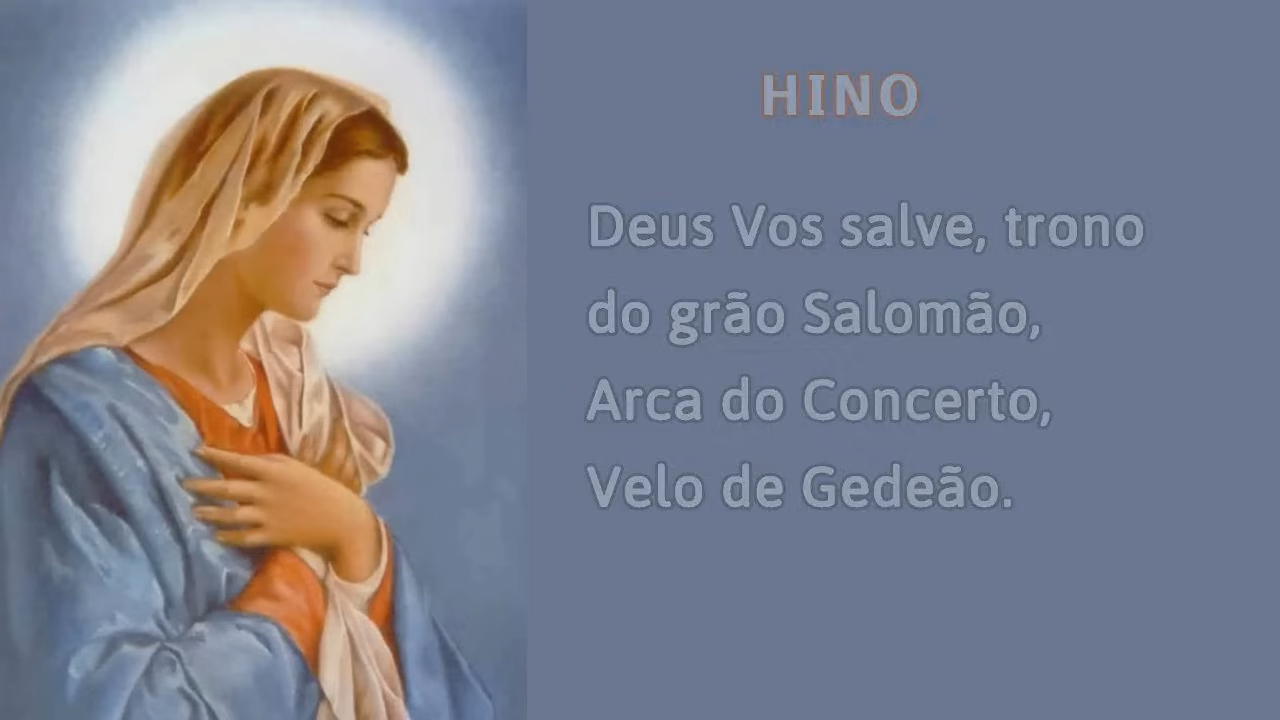 HINO
Deus Vos salve, trono
do grão Salomão,
Arca do Concerto,
Velo de Gedeão.